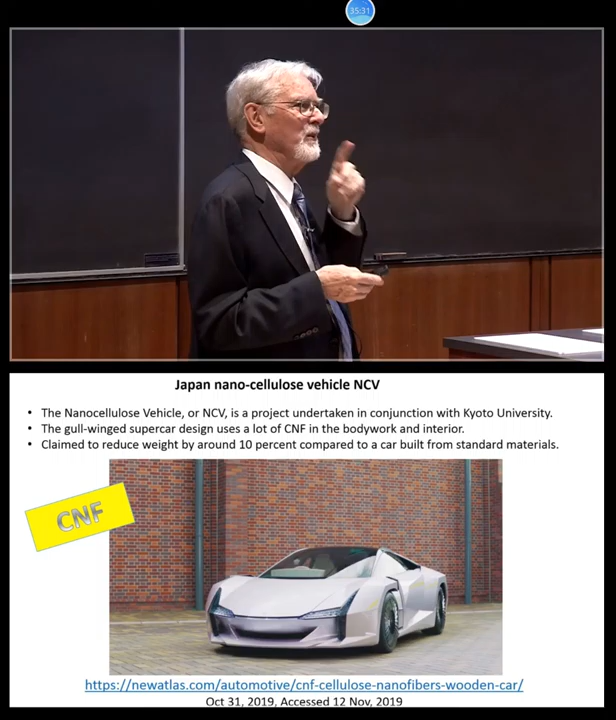 35:31
Japan nano-cellulose vehicle NCV
• The Nanocellulose Vehicle, or NCV, is a project undertaken in conjunction with Kyoto University.
• The gull-winged supercar design uses a lot of CNF in the bodywork and interior.
• Claimed to reduce weight by around 10 percent compared to a car built from standard materials.
CNF
https://newatlas.com/automotive/cnf-cellulose-nanofibers-wooden-car/
Oct 31, 2019, Accessed 12 Nov, 2019